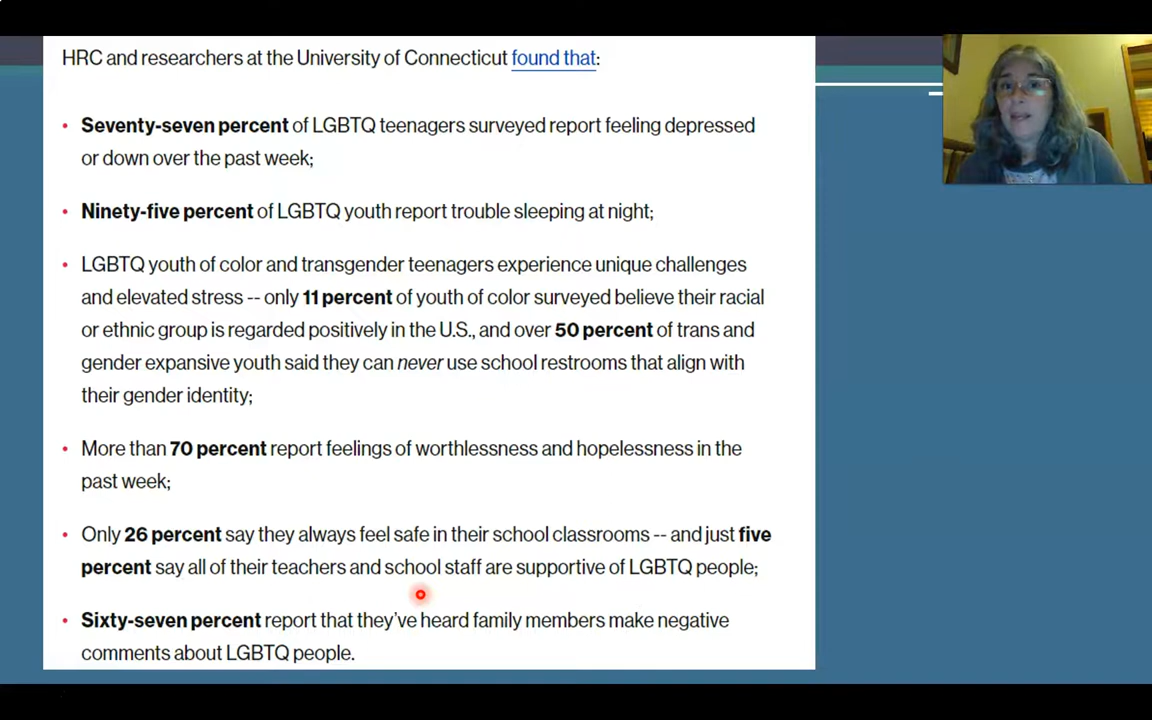 HRC and researchers at the University of Connecticut found that:
• Seventy-seven percent of LGBTQ teenagers surveyed report feeling depressed
or down over the past week;
• Ninety-five percent of LGBTQ youth report trouble sleeping at night;
• LGBTQ youth of color and transgender teenagers experience unique challenges
and elevated stress -- only 11 percent of youth of color surveyed believe their racial
or ethnic group is regarded positively in the U.S., and over 50 percent of trans and
gender expansive youth said they can never use school restrooms that align with
their gender identity;
• More than 70 percent report feelings of worthlessness and hopelessness in the
past week;
• Only 26 percent say they always feel safe in their school classrooms -- and just five
percent say all of their teachers and school staff are supportive of LGBTQ people;
• Sixty-seven percent report that they've heard family members make negative
comments about LGBTQ people.